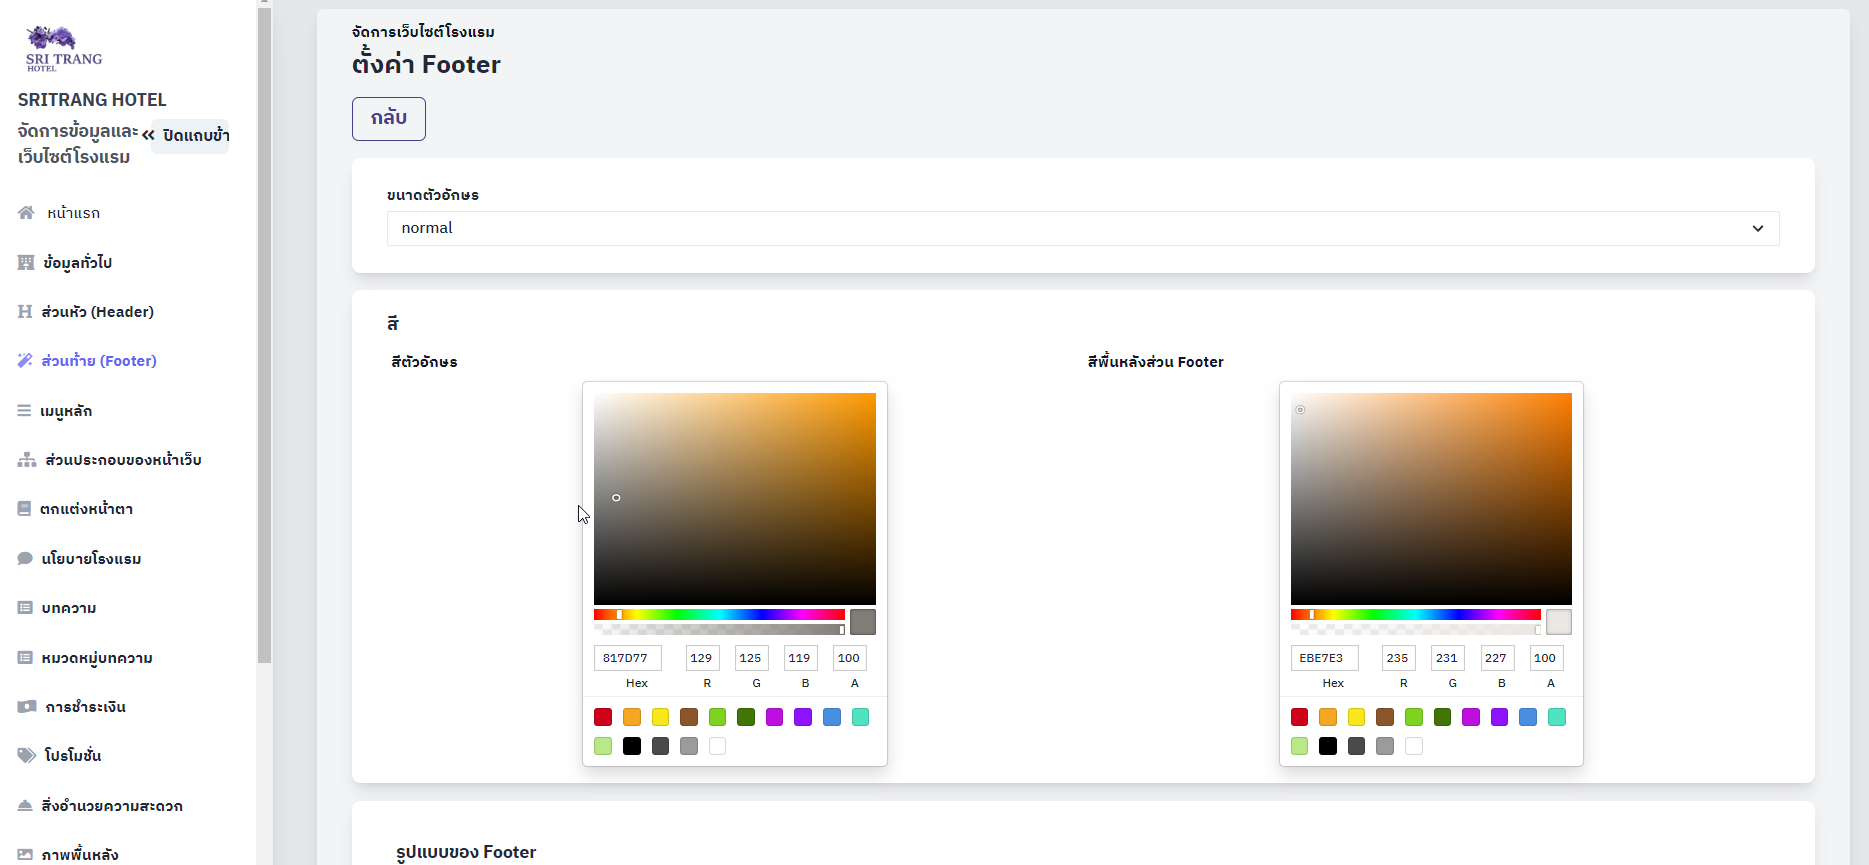 SRI TRANG
HOTEL
SRITRANG HOTEL
จัดการข้อมูลและ
เว็บไซต์โรงแรม
ปิดแถบข้า
หน้าแรก
ข้อมูลทั่วไป
ส่วนหัว (Header)
ส่วนท้าย (Footer)
เมนูหลัก
ส่วนประกอบของหน้าเว็บ
ตกแต่งหน้าตา
นโยบายโรงแรม
บทความ
หมวดหมู่บทความ
การชำระเงิน
โปรโมชั่น
สิ่งอำนวยความสะดวก
ภาพพื้นหลัง
จัดการเว็บไซต์โรงแรม
ตั้งค่า Footer
กลับ
ขนาดตัวอักษร
normal
สี
สีตัวอักษร
817D77 129 125 119 100
Hex R G B A
สีพื้นหลังส่วน Footer
EBE7E3 235 231 227 100
Hex R G B A
รูปแบบของ Footer